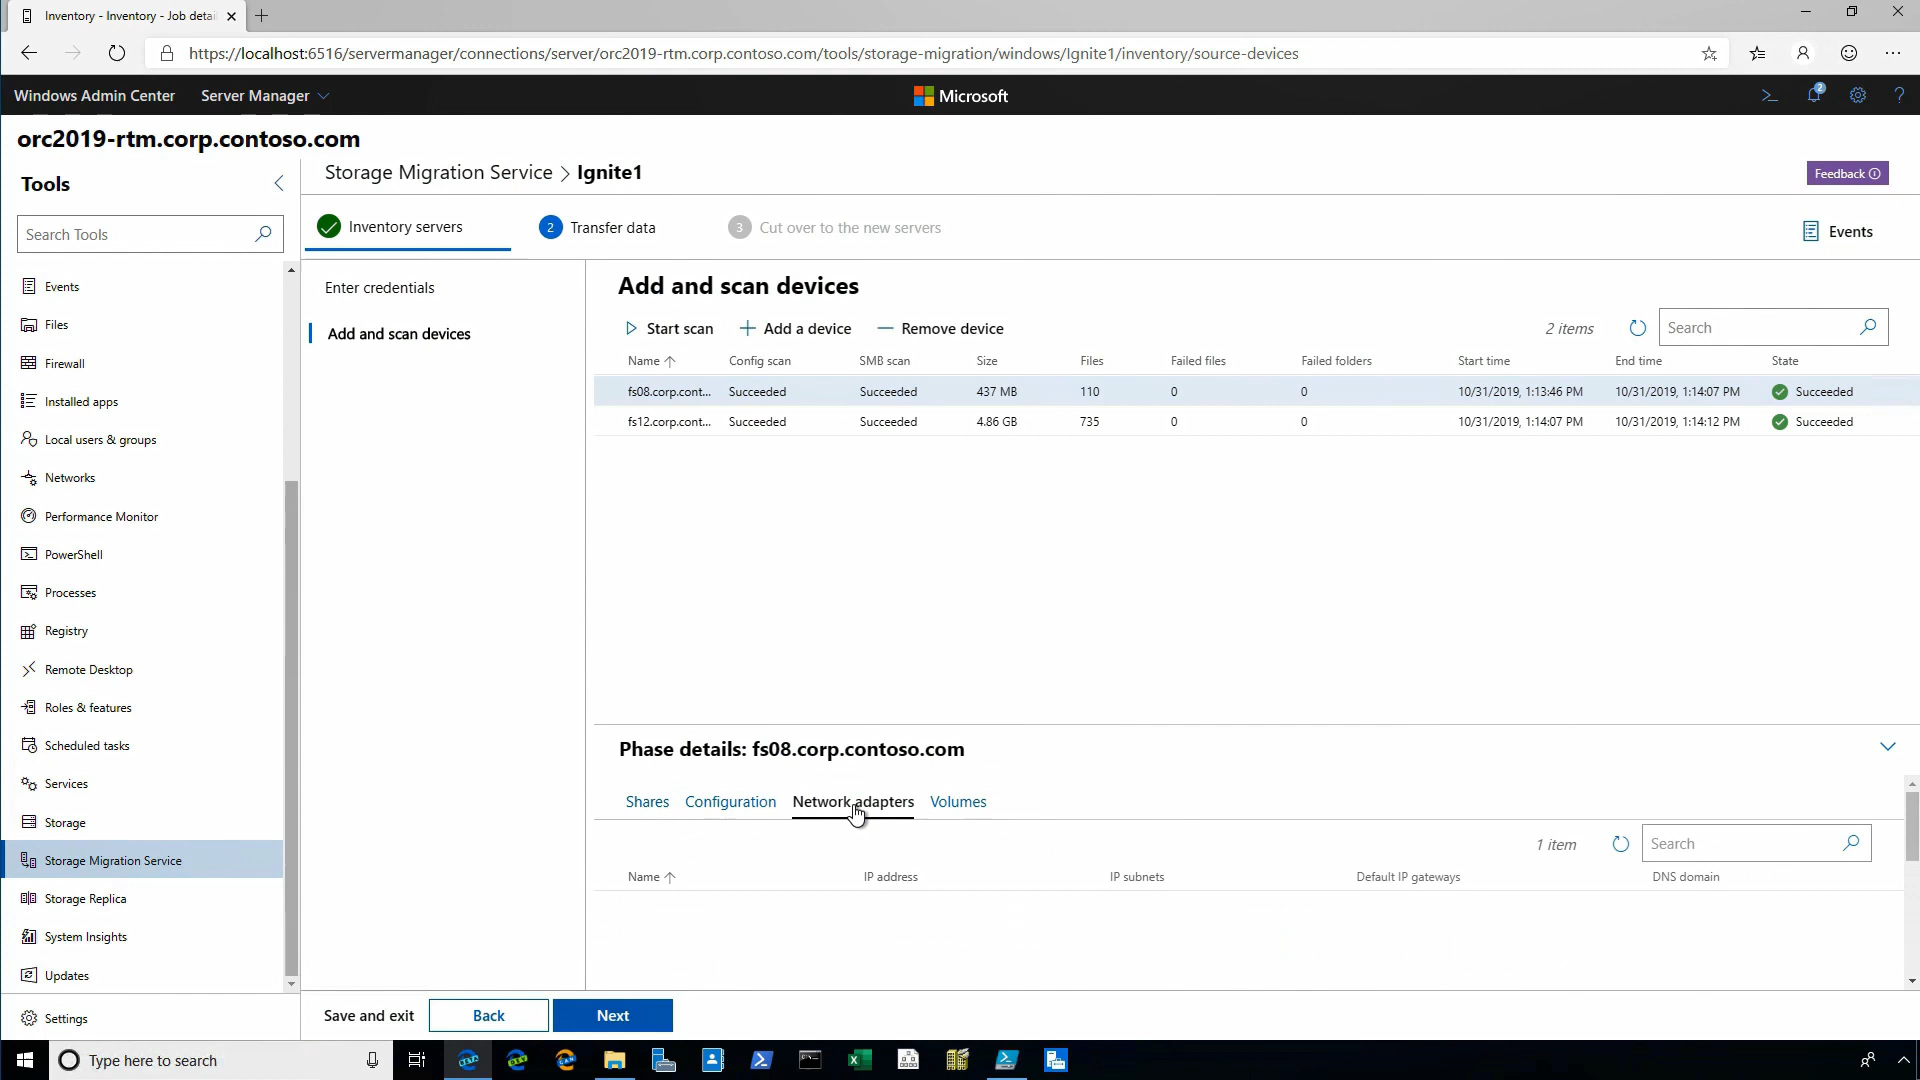 Inventory - Inventory - Job detai
https://localhost:6516/servermanager/connections/server/orc2019-rtm.corp.contoso.com/tools/storage-migration/windows/Ignite1/inventory/source-devices
Windows Admin Center
Server Manager
Microsoft
2
?
orc2019-rtm.corp.contoso.com
Tools
Search Tools
Events
Files
Firewall
Installed apps
Local users & groups
Networks
Performance Monitor
PowerShell
Processes
Registry
Remote Desktop
Roles & features
Scheduled tasks
Services
Storage
Storage Migration Service
Storage Replica
System Insights
Updates
Settings
Storage Migration Service > Ignite1
Feedback
Inventory servers
2 Transfer data
3 Cut over to the new servers
Events
Enter credentials
Add and scan devices
Add and scan devices
Start scan
Add a device
Remove device
2 items
Search
Name Config scan SMB scan Size Files Failed files Failed folders Start time End time State
fs08.corp.cont... Succeeded Succeeded 437 MB 110 0 0 10/31/2019, 1:13:46 PM 10/31/2019, 1:14:07 PM Succeeded
fs12.corp.cont... Succeeded Succeeded 4.86 GB 735 0 0 10/31/2019, 1:14:07 PM 10/31/2019, 1:14:12 PM Succeeded
Phase details: fs08.corp.contoso.com
Shares Configuration Network adapters Volumes
1 item
Search
Name IP address IP subnets Default IP gateways DNS domain
Save and exit
Back
Next
Type here to search